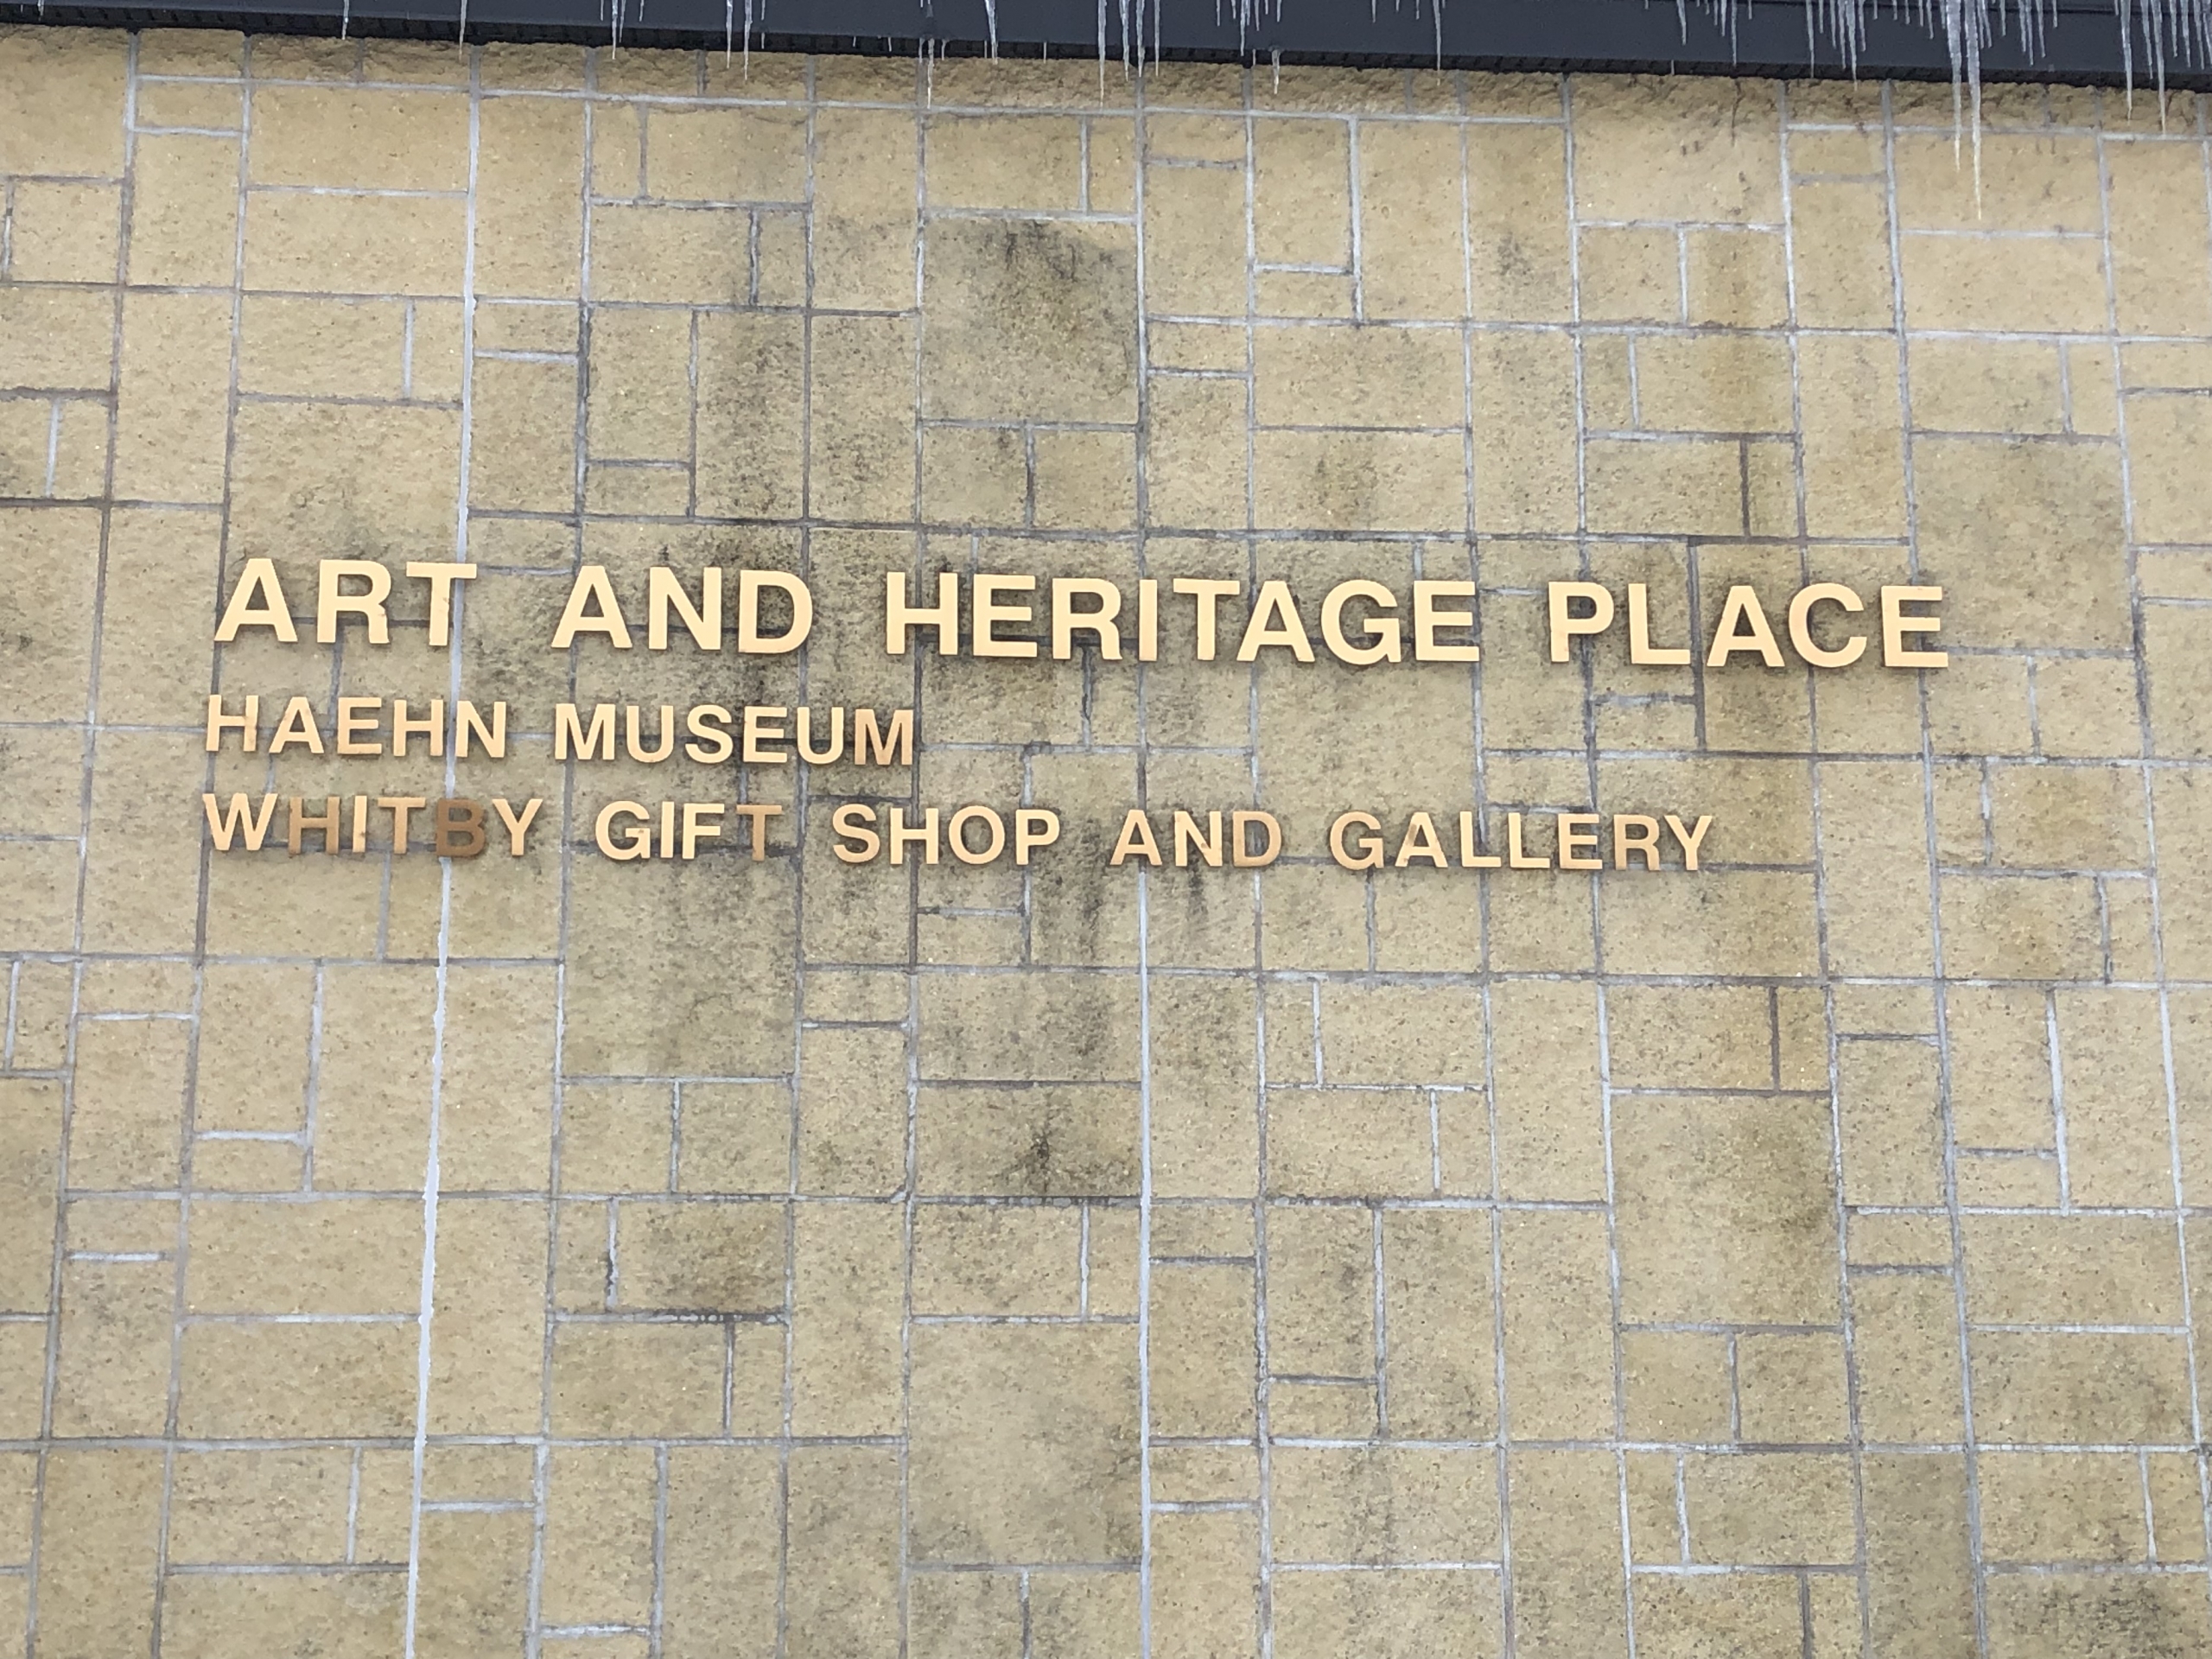 ART AND HERITAGE PLACE
HAEHN MUSEUM
WHITBY GIFT SHOP AND GALLERY